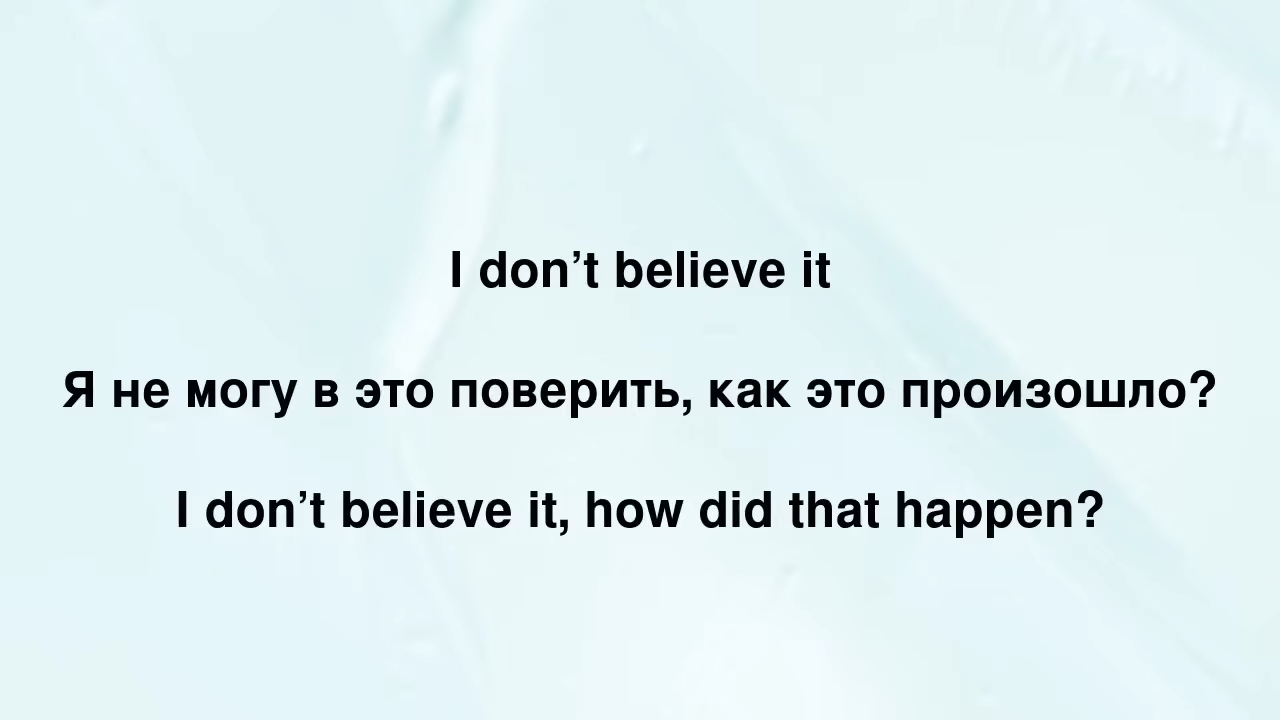 I don’t believe it
Я не могу в это поверить, как это произошло?
I don’t believe it, how did that happen?